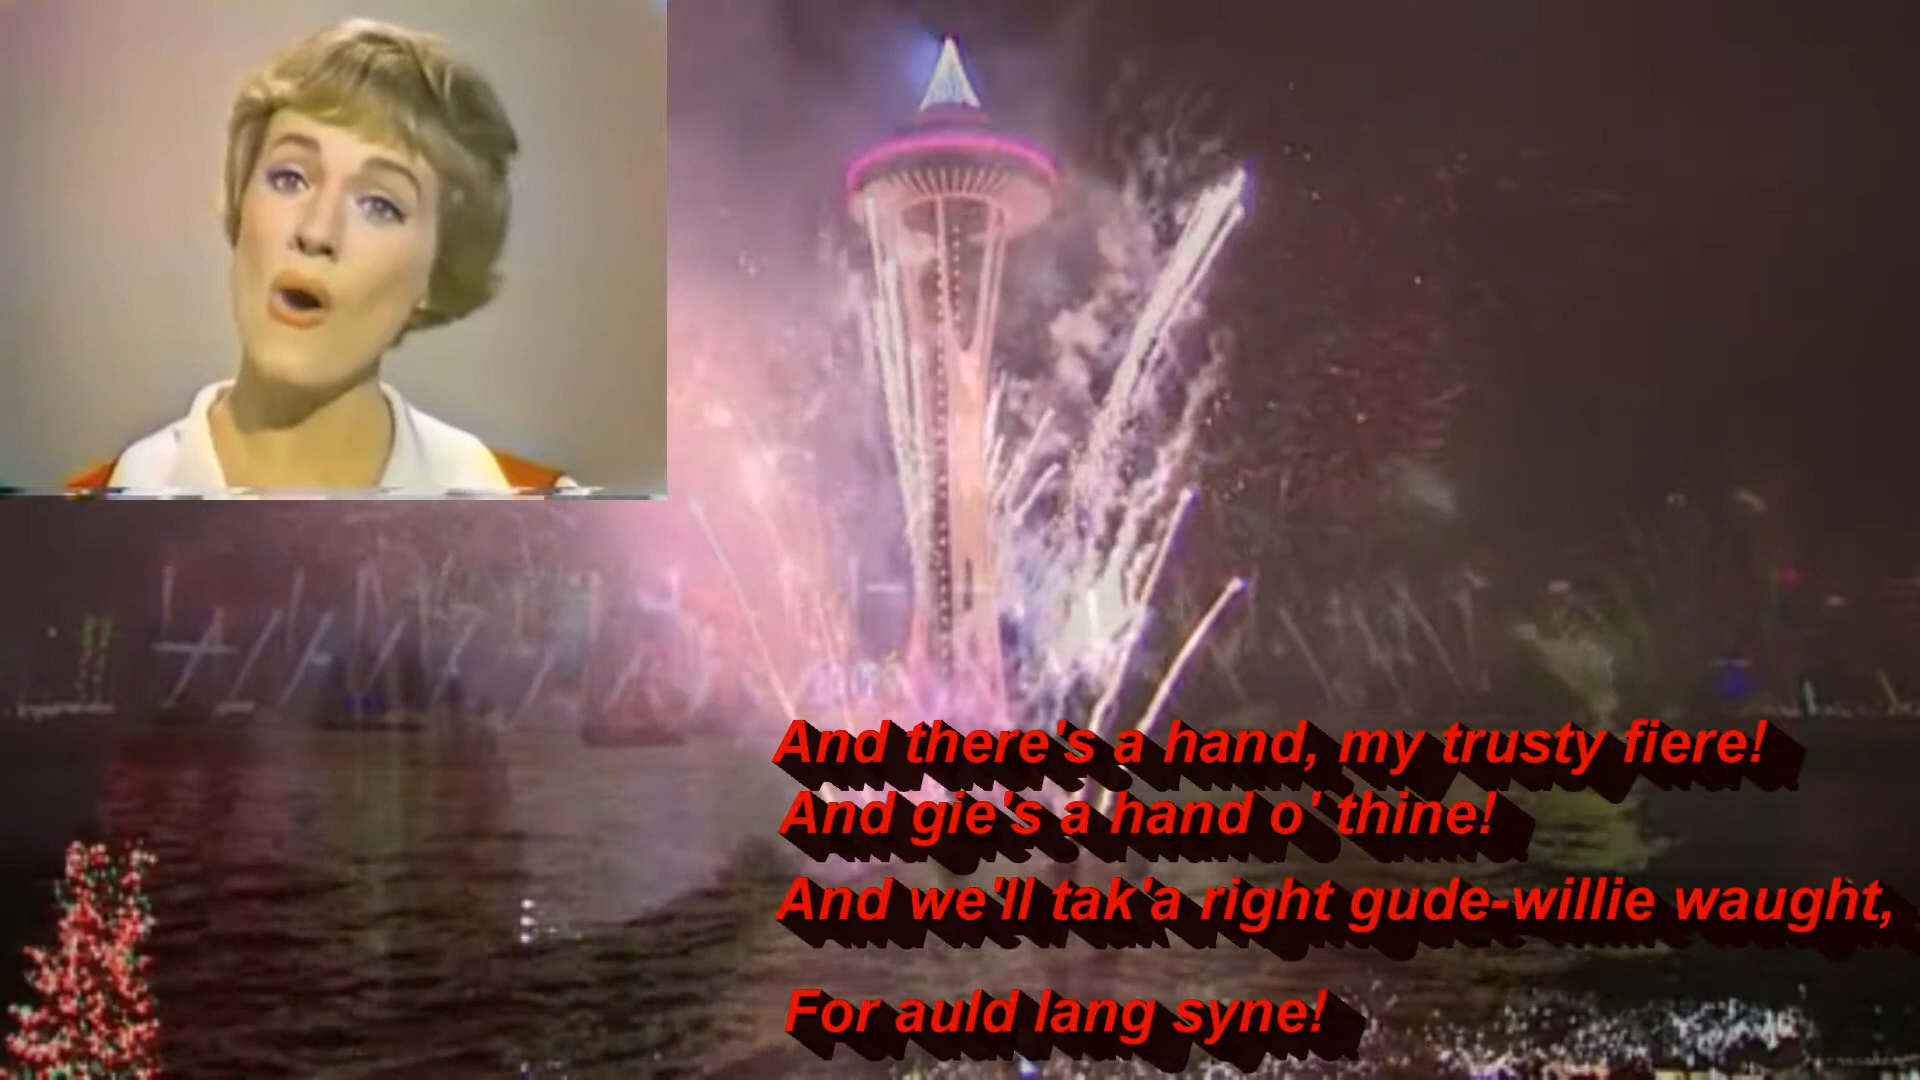 And there's a hand, my trusty fiere!
And gie's a hand o' thine!
And we'll tak'a right gude-willie waught,
For auld lang syne!